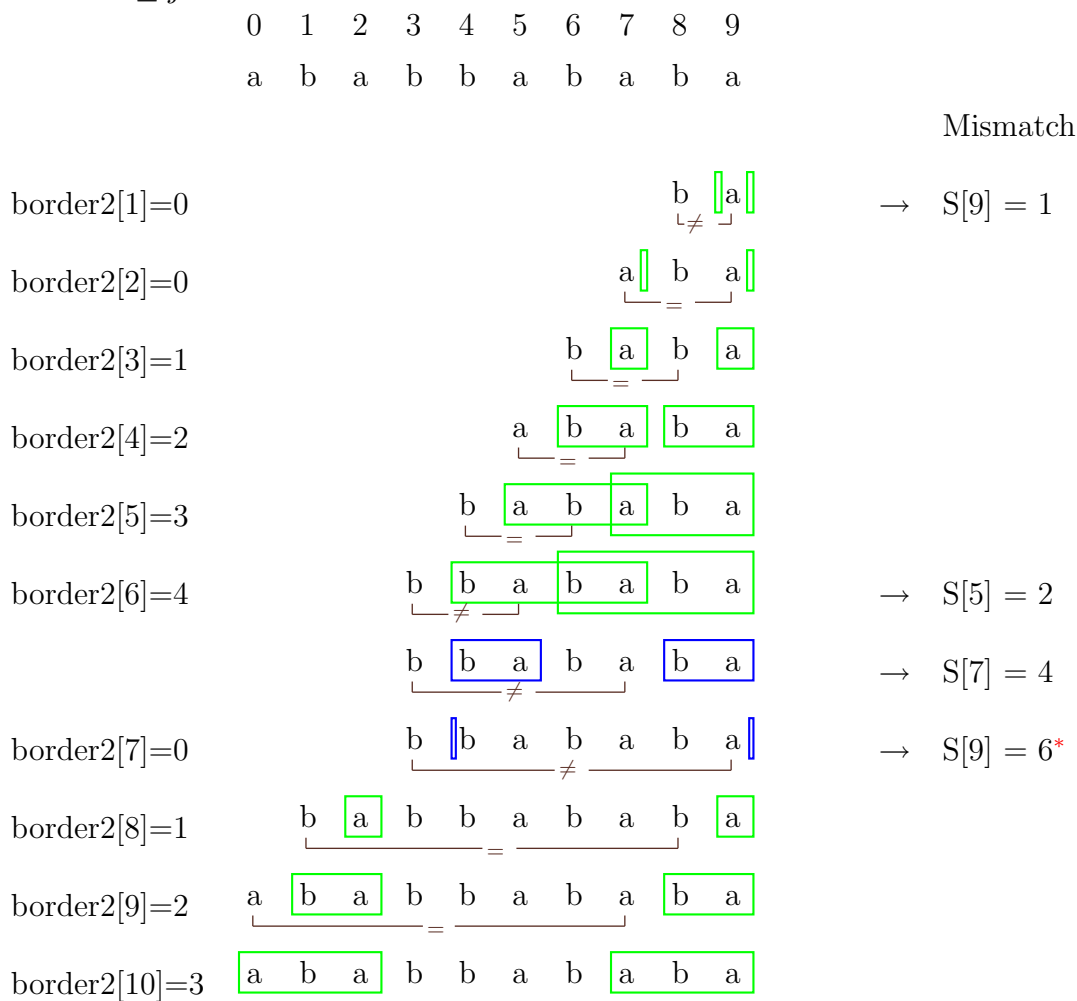 0 1 2 3 4 5 6 7 8 9
a b a b b a b a b a
Mismatch
border2[1]=0 b a → S[9] = 1
≠
border2[2]=0 a b a
=
border2[3]=1 b a b a
=
border2[4]=2 a b a b a
=
border2[5]=3 b a b a b a
=
border2[6]=4 b b a b a b a → S[5] = 2
≠
b b a b a b a → S[7] = 4
≠
border2[7]=0 b b a b a b a → S[9] = 6*
≠
border2[8]=1 b a b b a b a b a
=
border2[9]=2 a b a b b a b a b a
=
border2[10]=3 a b a b b a b a b a